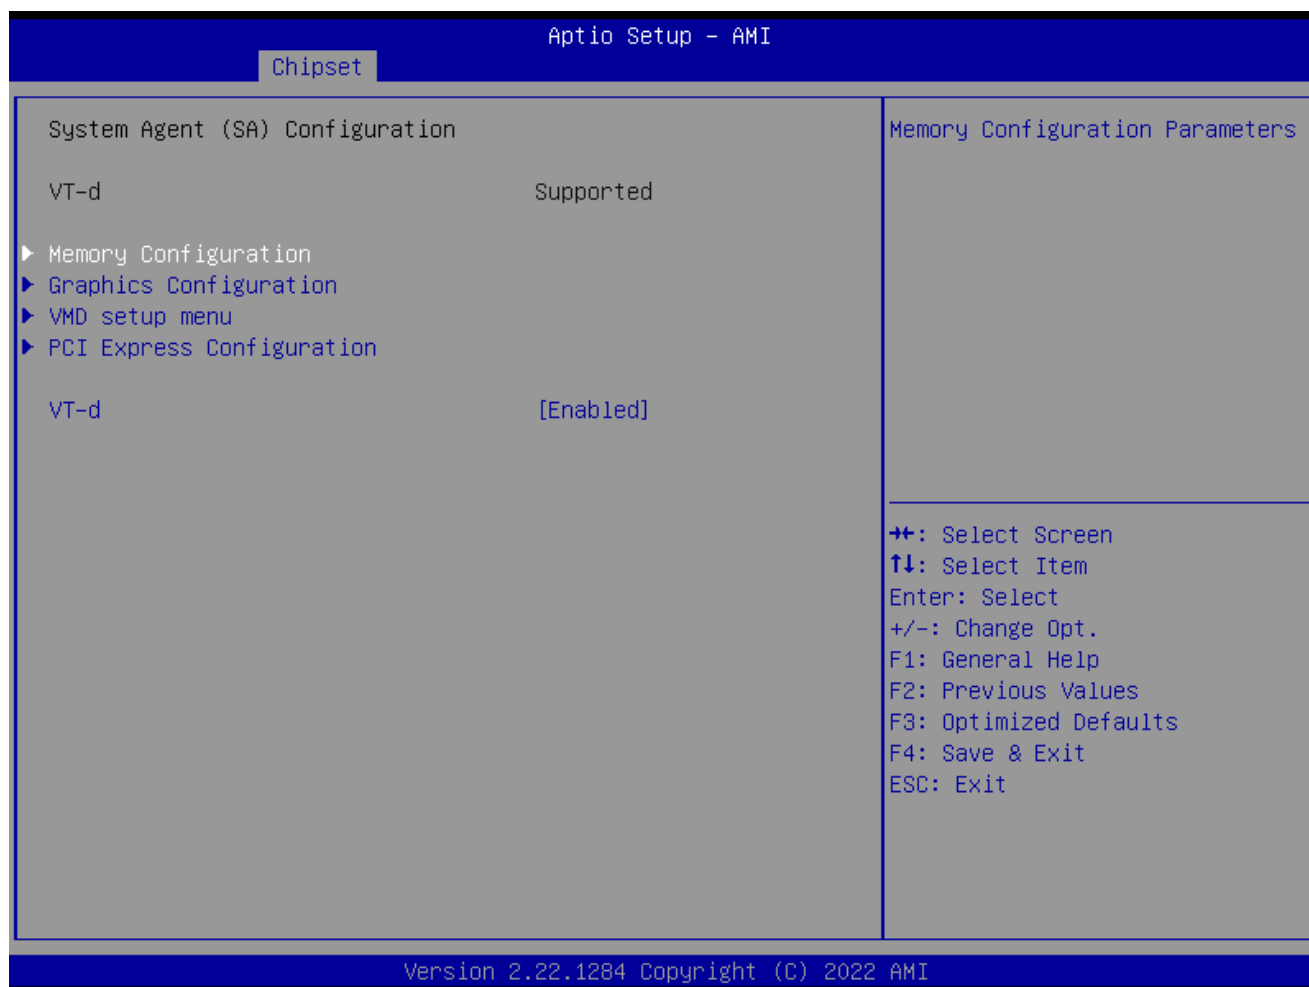 Aptio Setup – AMI
Chipset
System Agent (SA) Configuration
VT-d Supported
▶ Memory Configuration
▶ Graphics Configuration
▶ VMD setup menu
▶ PCI Express Configuration
VT-d [Enabled]
Memory Configuration Parameters
→←: Select Screen
↑↓: Select Item
Enter: Select
+/-: Change Opt.
F1: General Help
F2: Previous Values
F3: Optimized Defaults
F4: Save & Exit
ESC: Exit
Version 2.22.1284 Copyright (C) 2022 AMI